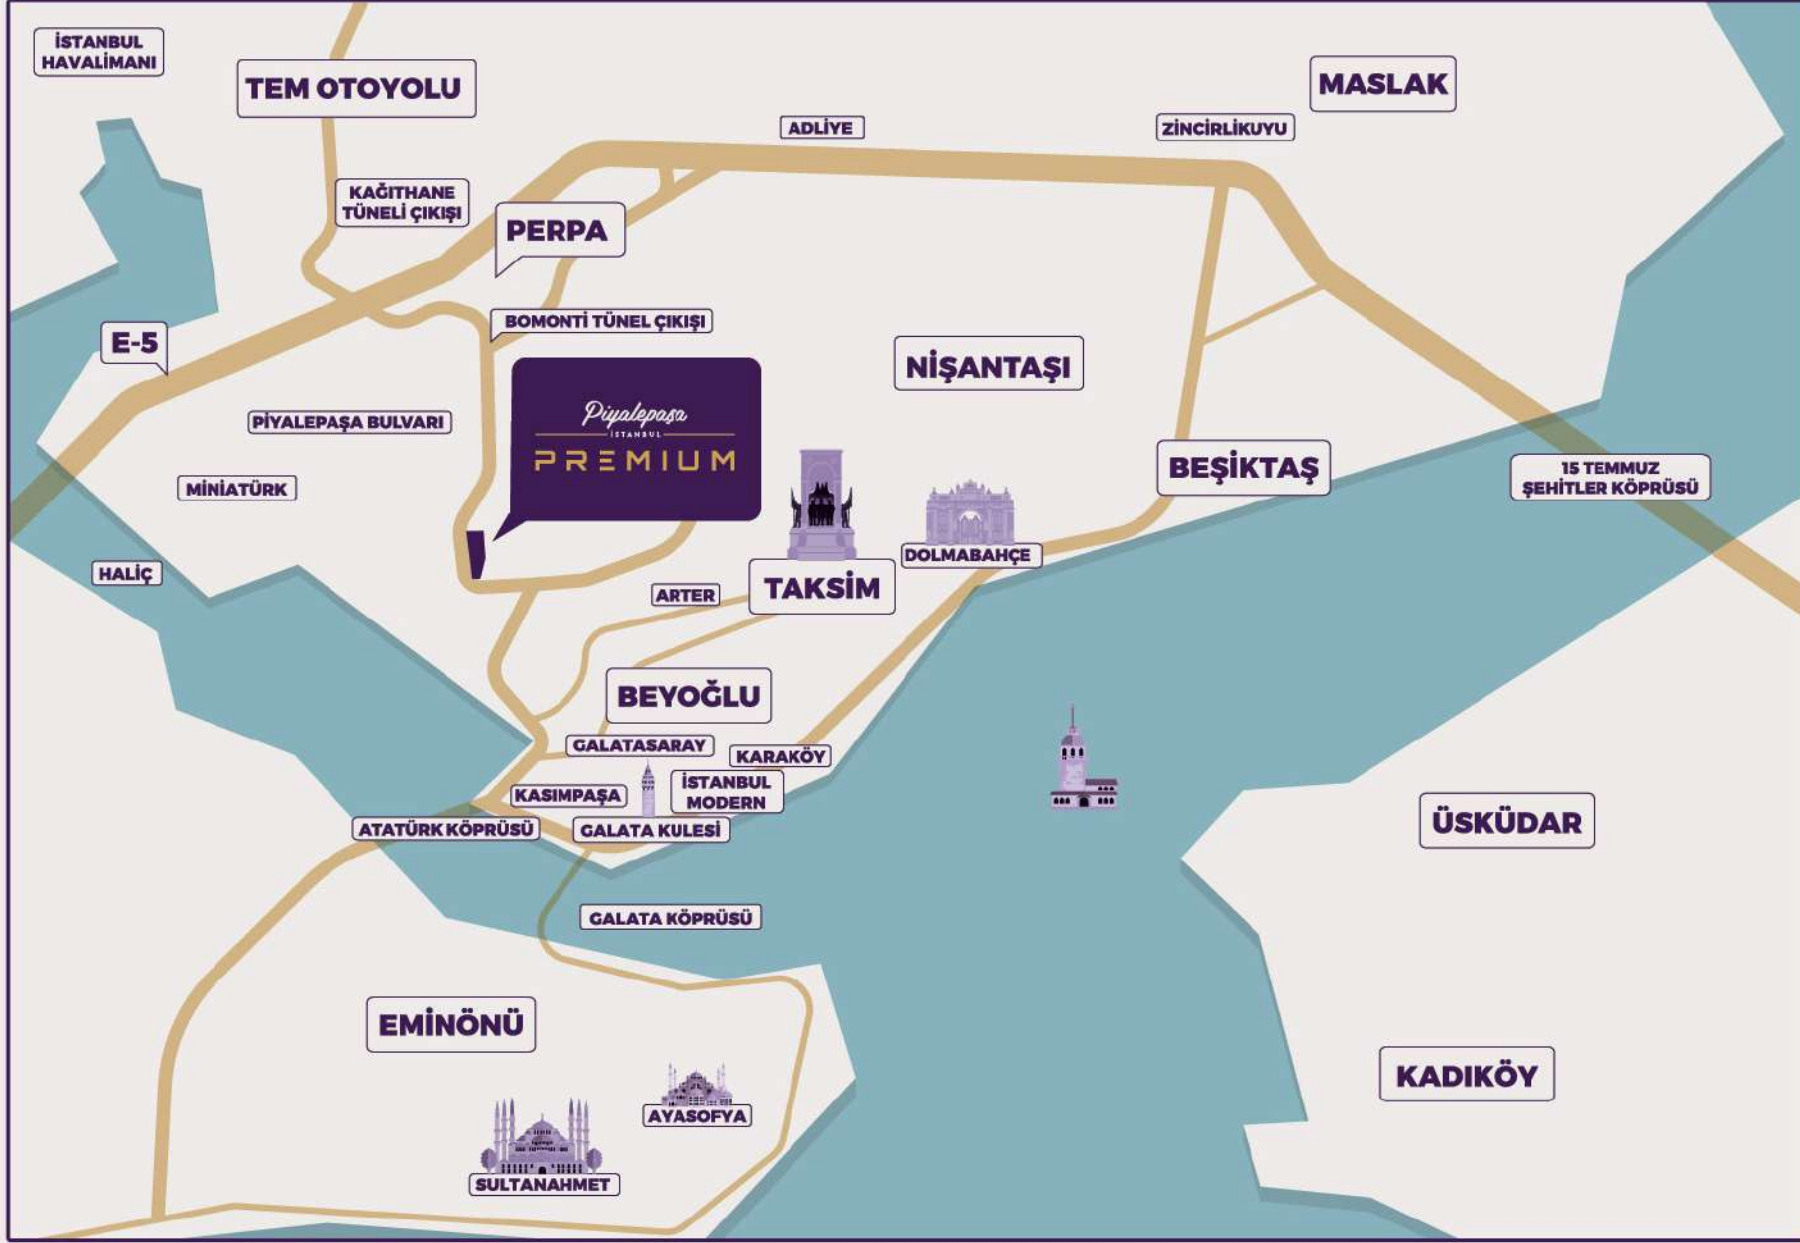 İSTANBUL
HAVALİMANI
TEM OTOYOLU
MASLAK
ADLİYE
ZİNCİRLİKUYU
KAĞITHANE
TÜNELİ ÇIKIŞI
PERPA
BOMONTİ TÜNEL ÇIKIŞI
E-5
NİŞANTAŞI
Piyalepaşa
İSTANBUL
PREMIUM
PİYALEPAŞA BULVARI
BEŞİKTAŞ
15 TEMMUZ
ŞEHİTLER KÖPRÜSÜ
MİNİATÜRK
DOLMABAHÇE
HALİÇ
TAKSİM
ARTER
BEYOĞLU
GALATASARAY
KARAKÖY
İSTANBUL
MODERN
KASIMPAŞA
ATATÜRK KÖPRÜSÜ
GALATA KULESİ
ÜSKÜDAR
GALATA KÖPRÜSÜ
EMİNÖNÜ
KADIKÖY
AYASOFYA
SULTANAHMET